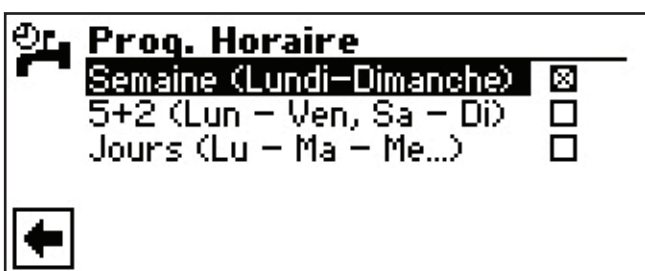 Prog. Horaire
Semaine (Lundi-Dimanche)
5+2 (Lun - Ven, Sa - Di)
Jours (Lu - Ma - Me...)